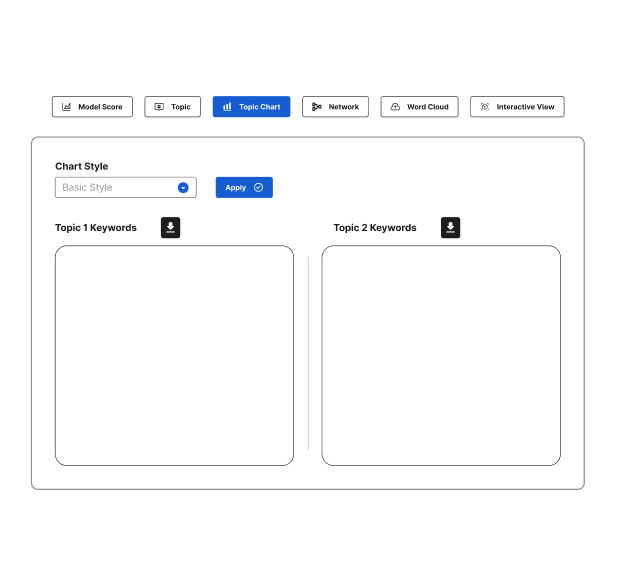 Model Score
Topic
Topic Chart
Network
Word Cloud
Interactive View
Chart Style
Basic Style
Apply
Topic 1 Keywords
Topic 2 Keywords